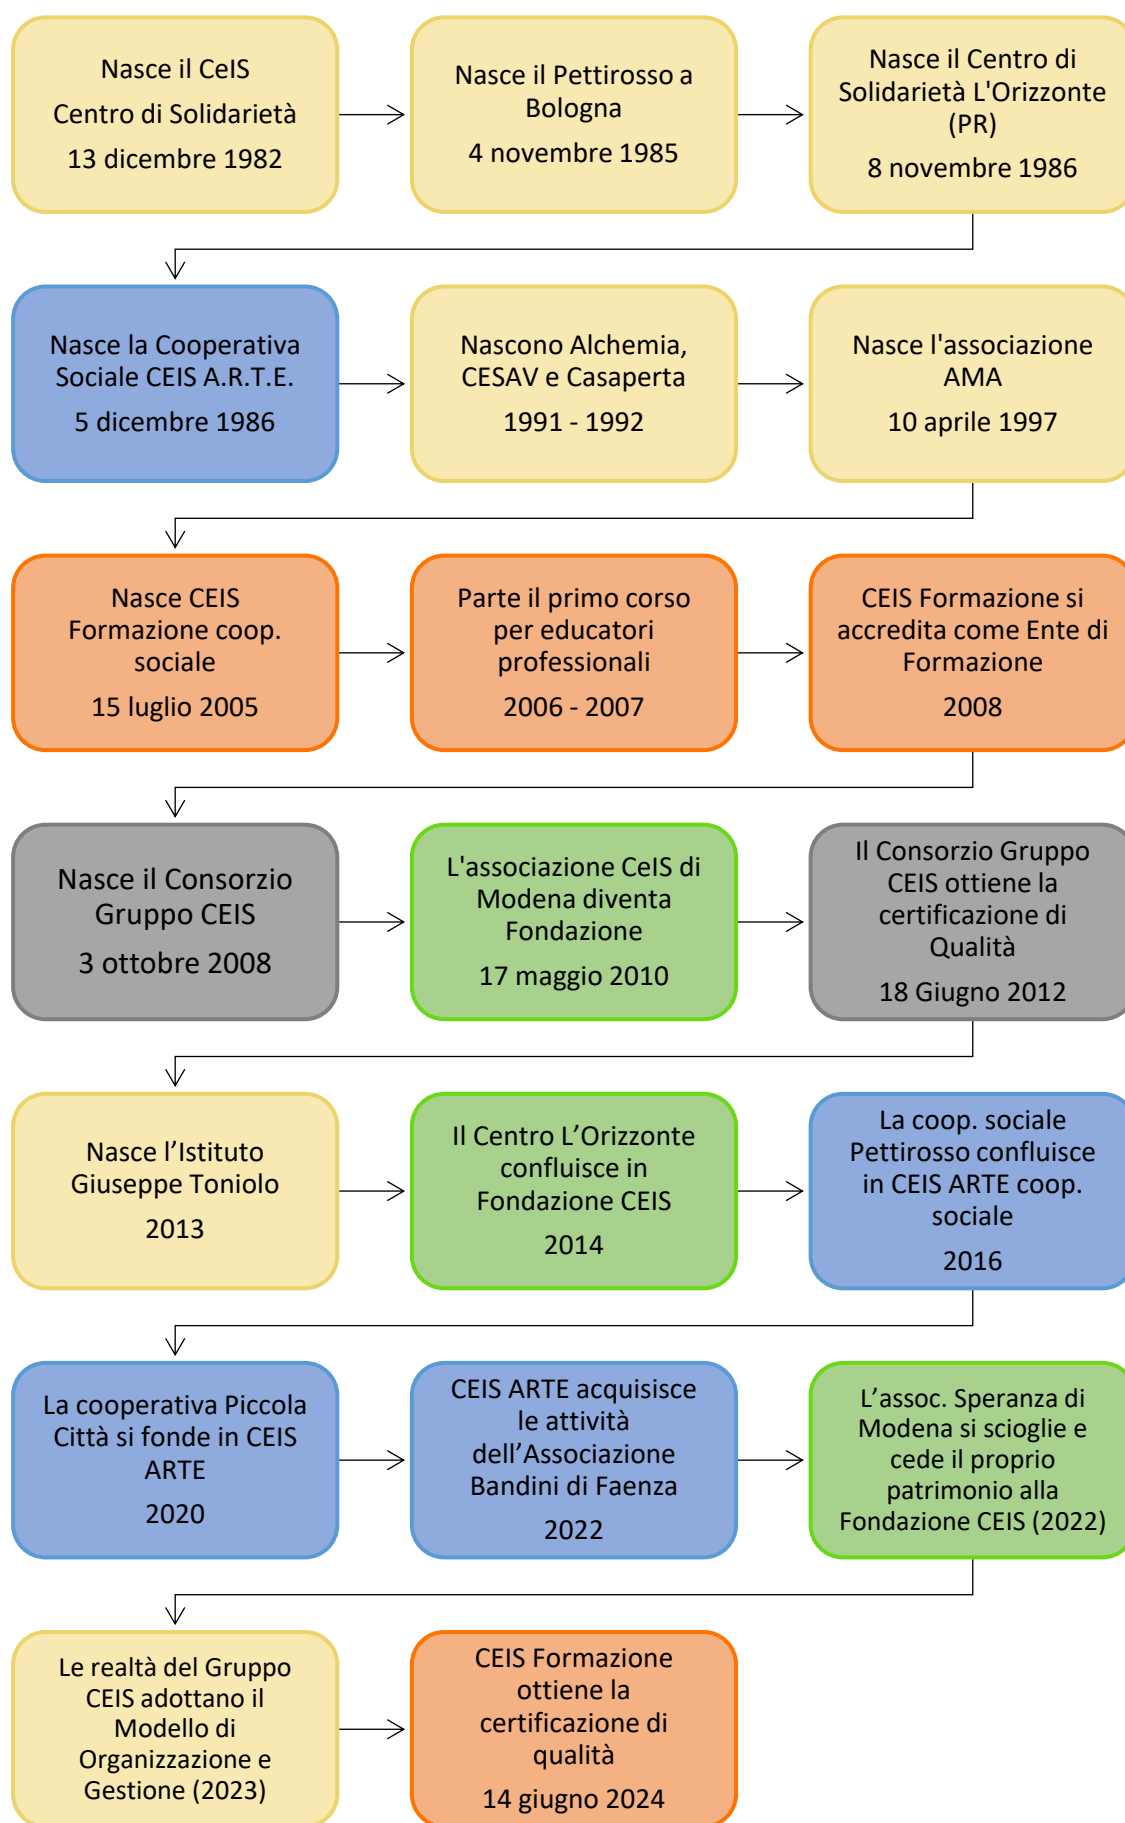 Nasce il CeIS
Centro di Solidarietà
13 dicembre 1982
Nasce il Pettirosso a
Bologna
4 novembre 1985
Nasce il Centro di
Solidarietà L'Orizzonte
(PR)
8 novembre 1986
Nasce la Cooperativa
Sociale CEIS A.R.T.E.
5 dicembre 1986
Nascono Alchemia,
CESAV e Casaperta
1991 - 1992
Nasce l'associazione
AMA
10 aprile 1997
Nasce CEIS
Formazione coop.
sociale
15 luglio 2005
Parte il primo corso
per educatori
professionali
2006 - 2007
CEIS Formazione si
accredita come Ente di
Formazione
2008
Nasce il Consorzio
Gruppo CEIS
3 ottobre 2008
L'associazione CeIS di
Modena diventa
Fondazione
17 maggio 2010
Il Consorzio Gruppo
CEIS ottiene la
certificazione di
Qualità
18 Giugno 2012
Nasce l’Istituto
Giuseppe Toniolo
2013
Il Centro L’Orizzonte
confluisce in
Fondazione CEIS
2014
La coop. sociale
Pettirosso confluisce
in CEIS ARTE coop.
sociale
2016
La cooperativa Piccola
Città si fonde in CEIS
ARTE
2020
CEIS ARTE acquisisce
le attività
dell’Associazione
Bandini di Faenza
2022
L’assoc. Speranza di
Modena si scioglie e
cede il proprio
patrimonio alla
Fondazione CEIS (2022)
Le realtà del Gruppo
CEIS adottano il
Modello di
Organizzazione e
Gestione (2023)
CEIS Formazione
ottiene la
certificazione di
qualità
14 giugno 2024